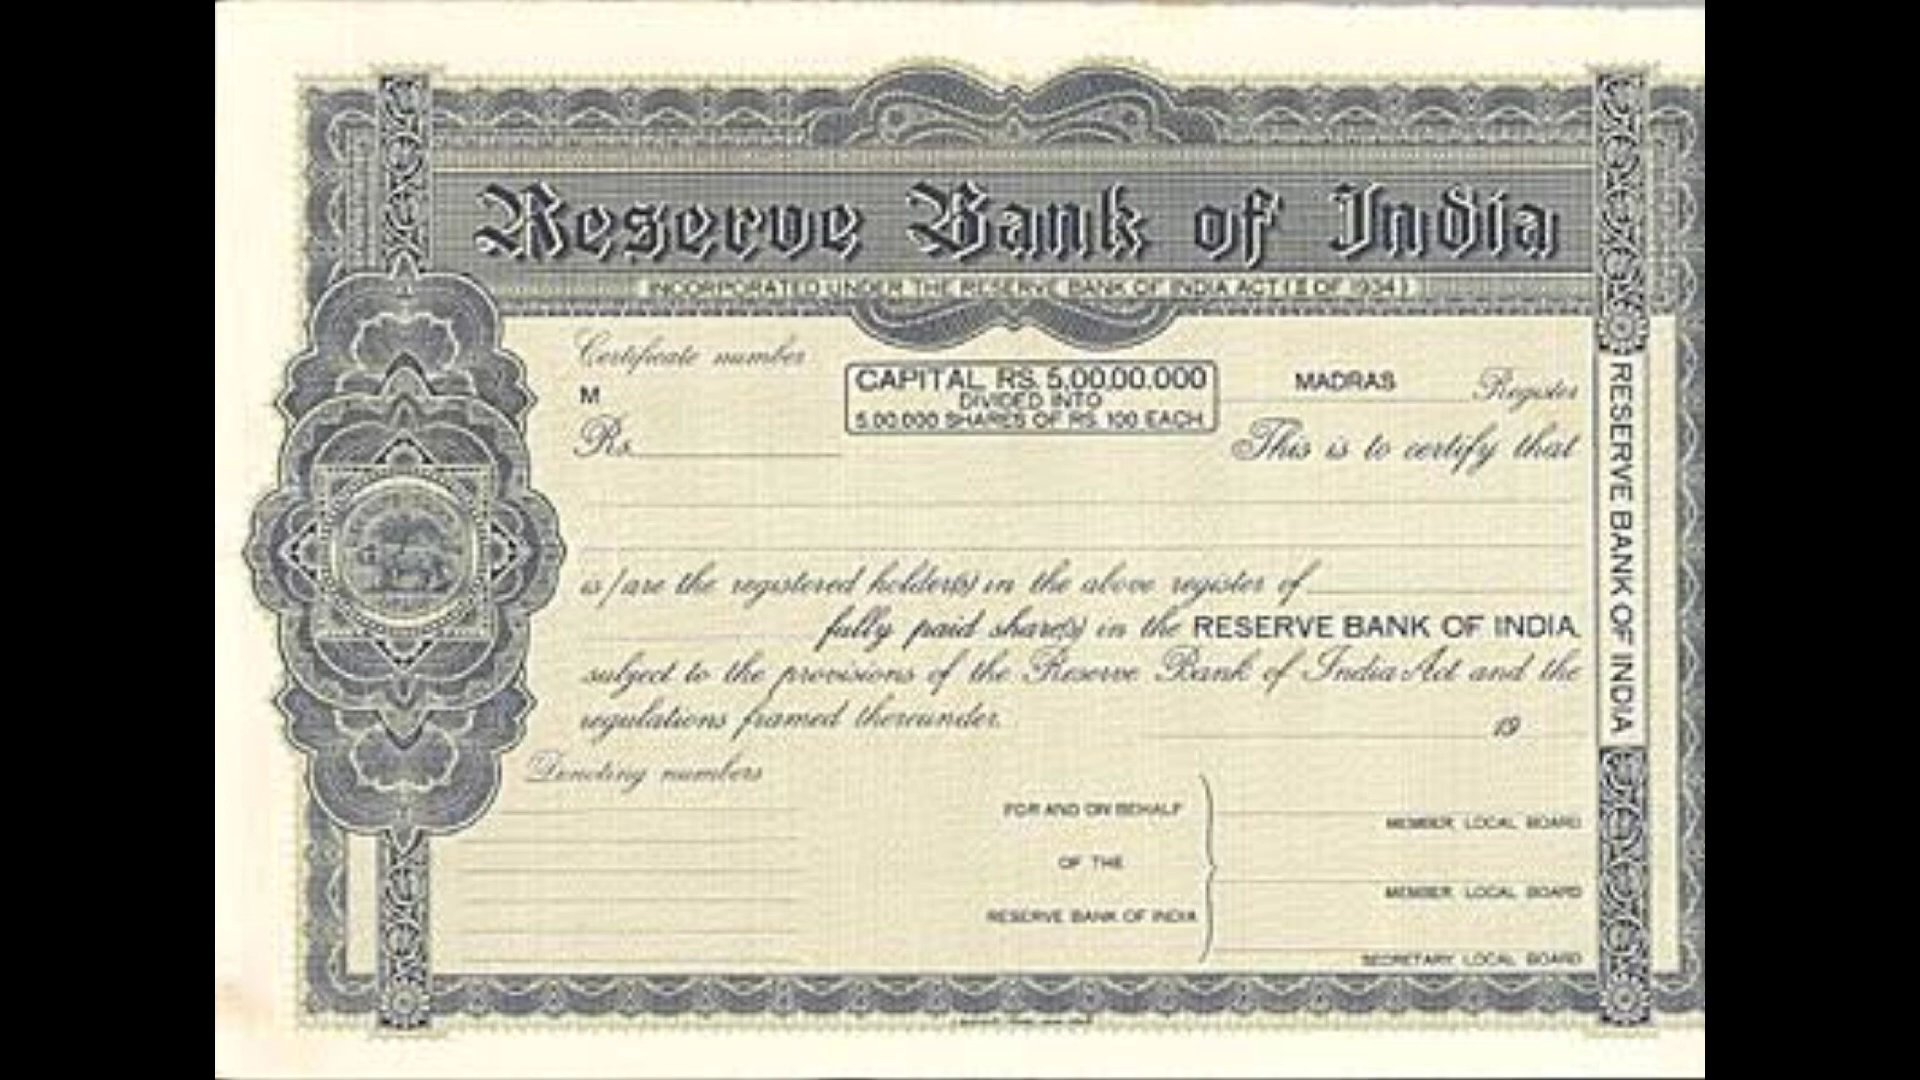 Reserve Bank of India
INCORPORATED UNDER THE RESERVE BANK OF INDIA ACT (II OF 1934)
Certificate number
M
Rs.
CAPITAL RS. 5,00,00,000
DIVIDED INTO
5,00,000 SHARES OF RS. 100 EACH
MADRAS Register
This is to certify that
is/are the registered holder(s) in the above register of
fully paid share(s) in the RESERVE BANK OF INDIA
subject to the provisions of the Reserve Bank of India Act and the
regulations framed thereunder.
19
Denoting numbers
FOR AND ON BEHALF
OF THE
RESERVE BANK OF INDIA
MEMBER LOCAL BOARD
MEMBER LOCAL BOARD
SECRETARY LOCAL BOARD
RESERVE BANK OF INDIA